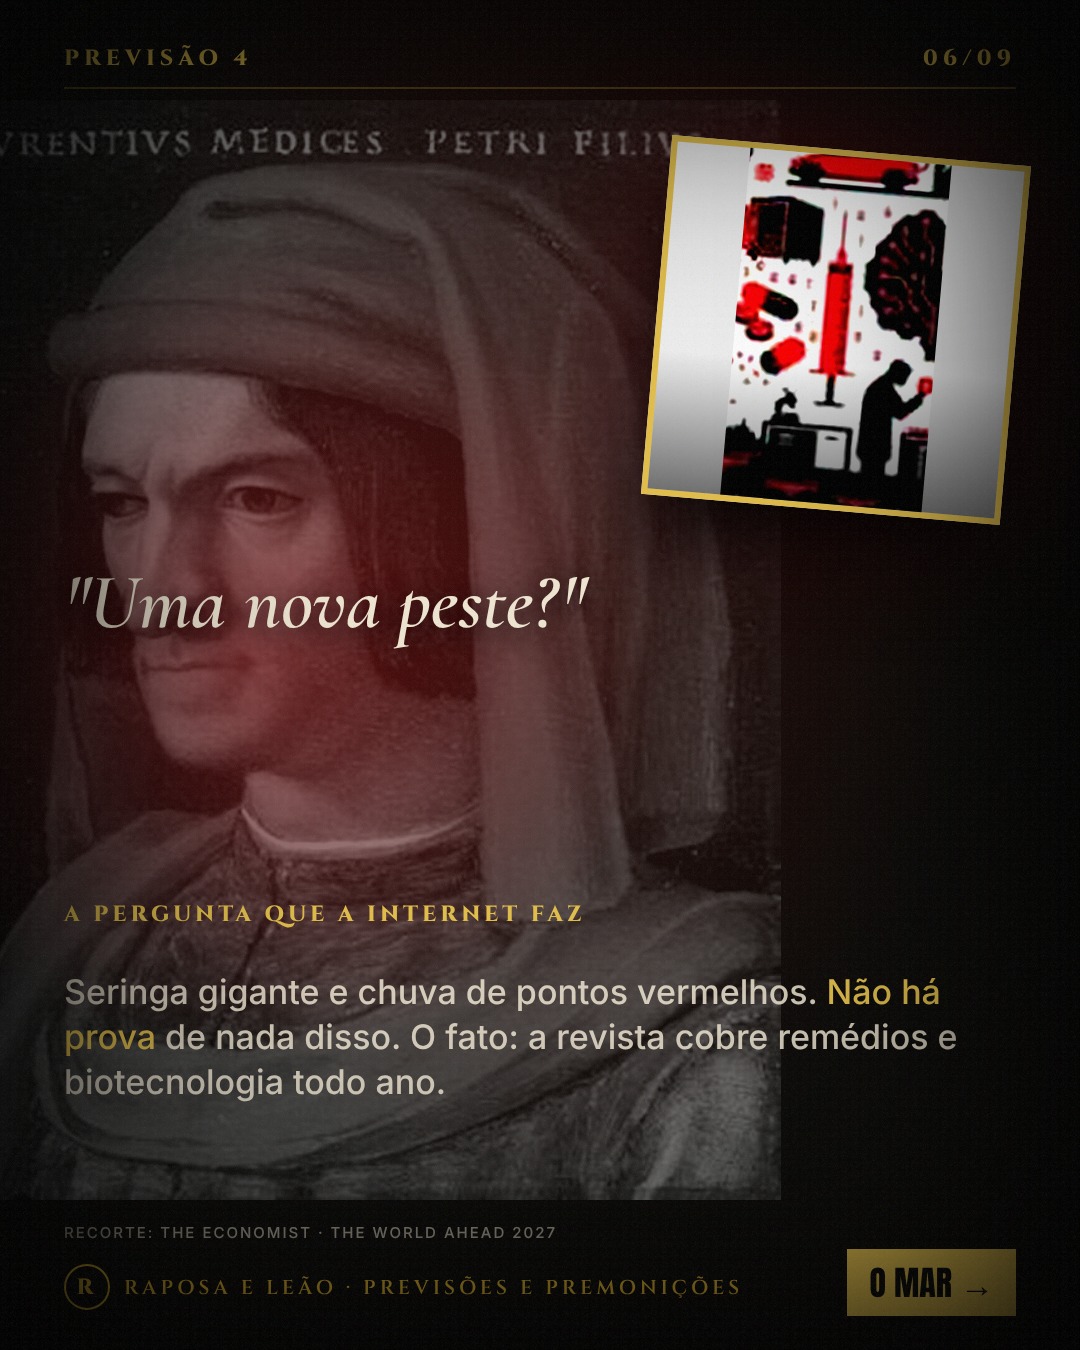 PREVISÃO 4
06/09
VRENTIVS MEDICES PETRI FILIVS
"Uma nova peste?"
A PERGUNTA QUE A INTERNET FAZ
Seringa gigante e chuva de pontos vermelhos. Não há
prova de nada disso. O fato: a revista cobre remédios e
biotecnologia todo ano.
RECORTE: THE ECONOMIST · THE WORLD AHEAD 2027
R RAPOSA E LEÃO · PREVISÕES E PREMONIÇÕES
O MAR →